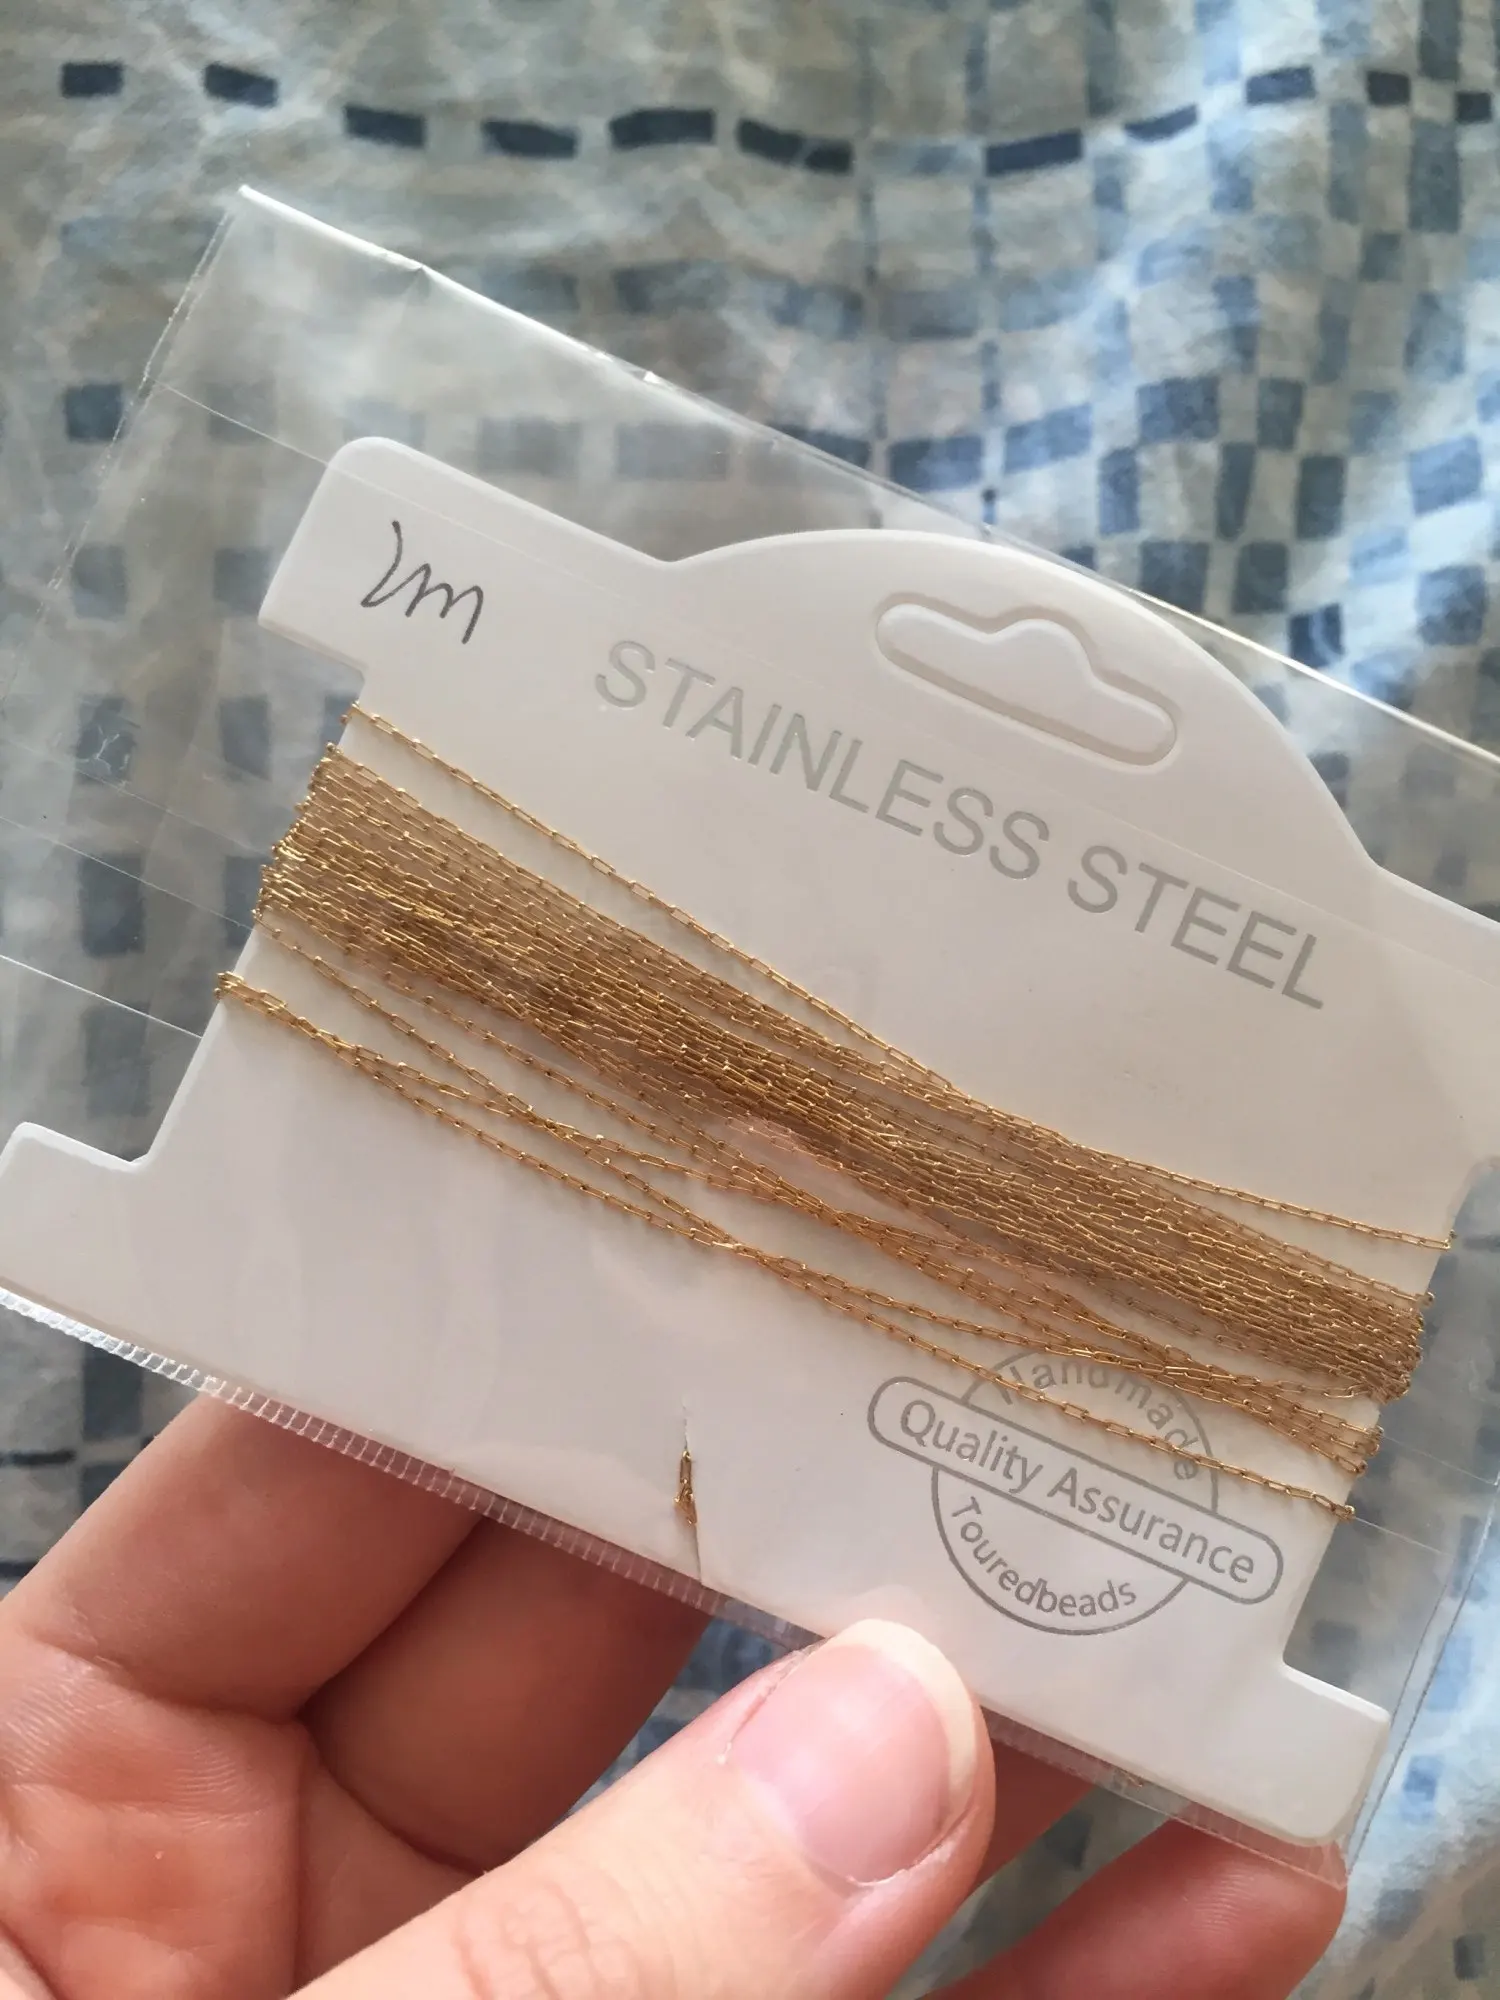 2m
STAINLESS STEEL
Handmade
Quality Assurance
Touredbeads